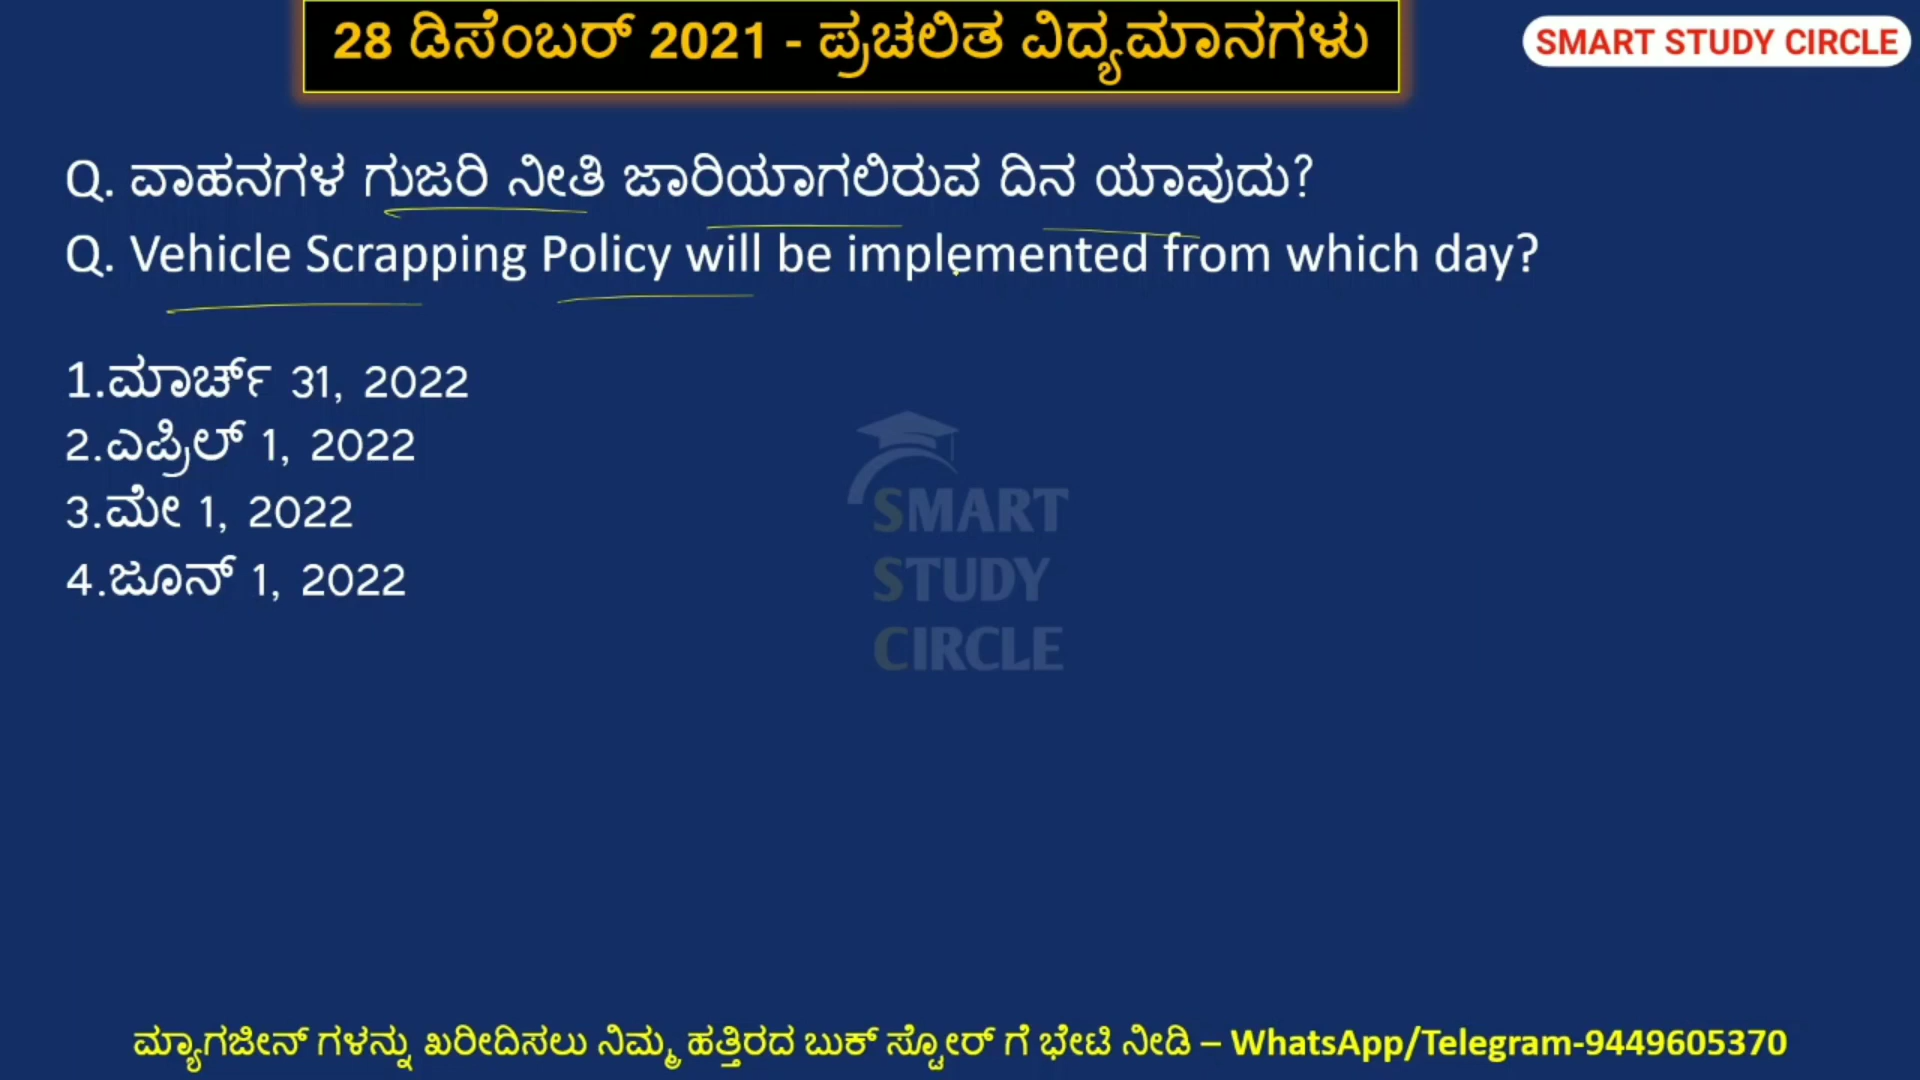 28 ಡಿಸೆಂಬರ್ 2021 - ಪ್ರಚಲಿತ ವಿದ್ಯಮಾನಗಳು
SMART STUDY CIRCLE
Q. ವಾಹನಗಳ ಗುಜರಿ ನೀತಿ ಜಾರಿಯಾಗಲಿರುವ ದಿನ ಯಾವುದು?
Q. Vehicle Scrapping Policy will be implemented from which day?
1.ಮಾರ್ಚ್ 31, 2022
2.ಎಪ್ರಿಲ್ 1, 2022
3.ಮೇ 1, 2022
4.ಜೂನ್ 1, 2022
SMART
STUDY
CIRCLE
ಮ್ಯಾಗಜೀನ್ ಗಳನ್ನು ಖರೀದಿಸಲು ನಿಮ್ಮ ಹತ್ತಿರದ ಬುಕ್ ಸ್ಟೋರ್ ಗೆ ಭೇಟಿ ನೀಡಿ – WhatsApp/Telegram-9449605370